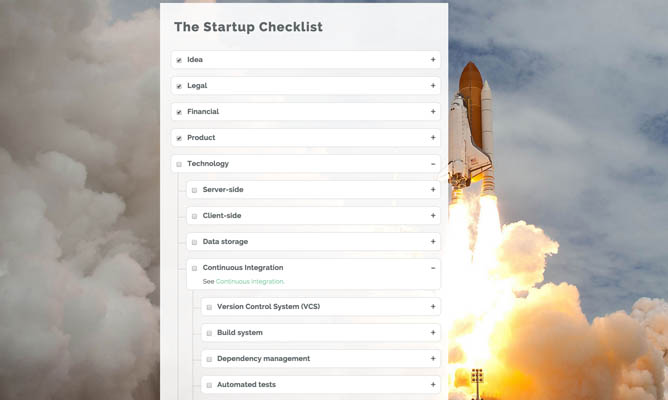 The Startup Checklist
Idea
Legal
Financial
Product
Technology
Server-side
Client-side
Data storage
Continuous Integration
See Continuous Integration.
Version Control System (VCS)
Build system
Dependency management
Automated tests